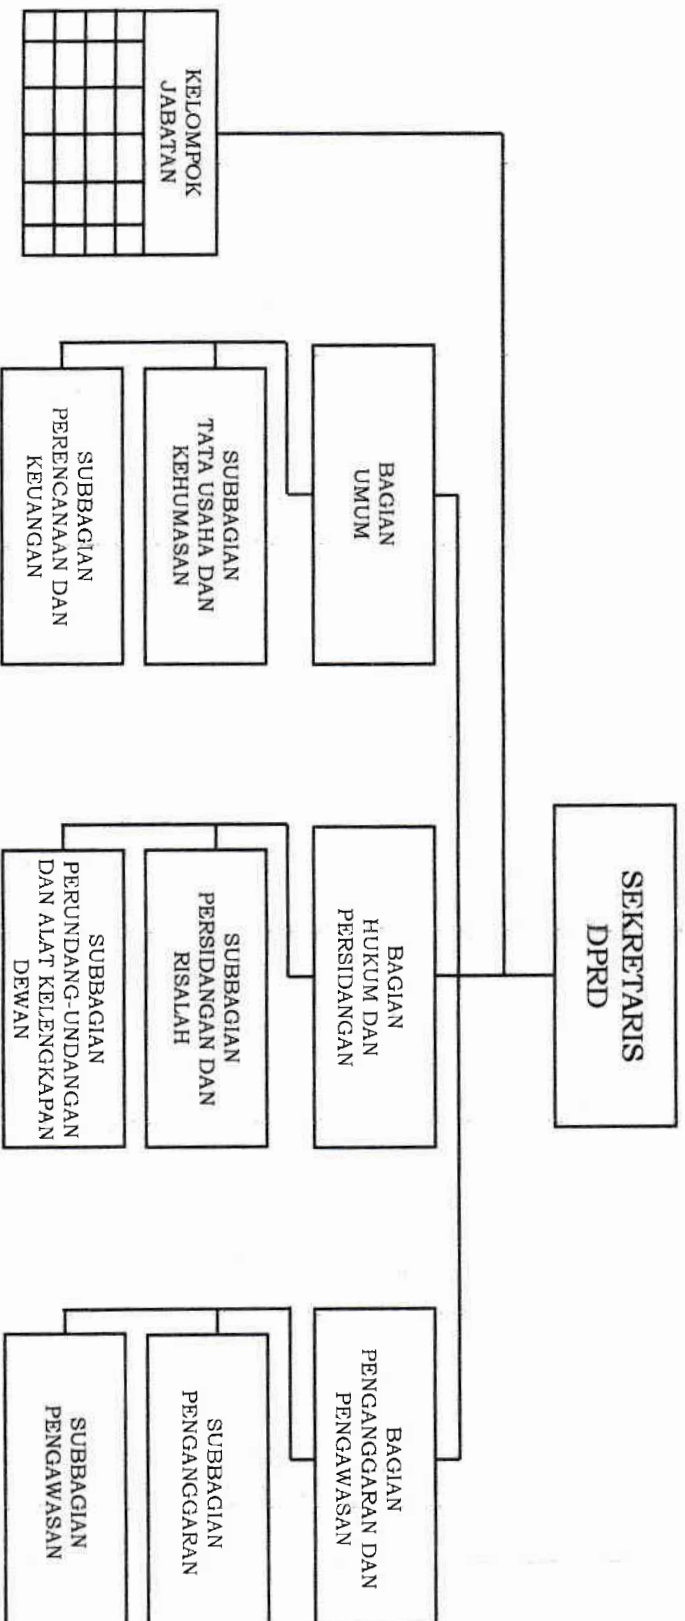 SEKRETARIS
DPRD
KELOMPOK
JABATAN
BAGIAN
UMUM
SUBBAGIAN
TATA USAHA DAN
KEHUMASAN
SUBBAGIAN
PERENCANAAN DAN
KEUANGAN
BAGIAN
HUKUM DAN
PERSIDANGAN
SUBBAGIAN
PERSIDANGAN DAN
RISALAH
SUBBAGIAN
PERUNDANG-UNDANGAN
DAN ALAT KELENGKAPAN
DEWAN
BAGIAN
PENGANGGARAN DAN
PENGAWASAN
SUBBAGIAN
PENGANGGARAN
SUBBAGIAN
PENGAWASAN